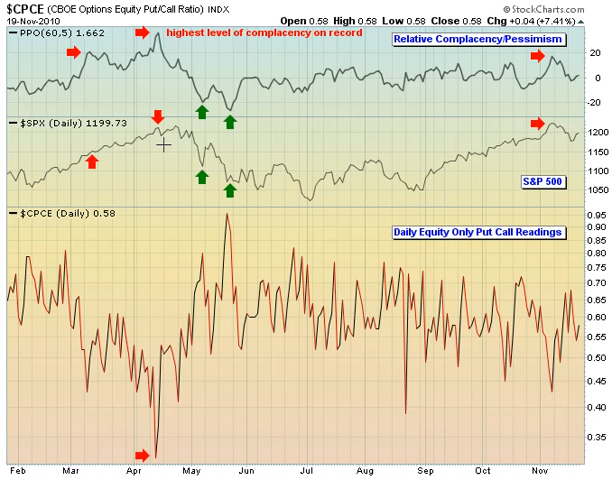 $CPCE (CBOE Options Equity Put/Call Ratio) INDX © StockCharts.com
19-Nov-2010 Open 0.58 High 0.58 Low 0.58 Close 0.58 Chg +0.04 (+7.41%)
PPO(60,5) 1.662
highest level of complacency on record
Relative Complacency/Pessimism
20
0
-20
$SPX (Daily) 1199.73
1200
1150
1100
1050
S&P 500
$CPCE (Daily) 0.58
Daily Equity Only Put Call Readings
0.95
0.90
0.85
0.80
0.75
0.70
0.65
0.60
0.55
0.50
0.45
0.40
0.35
Feb Mar Apr May Jun Jul Aug Sep Oct Nov